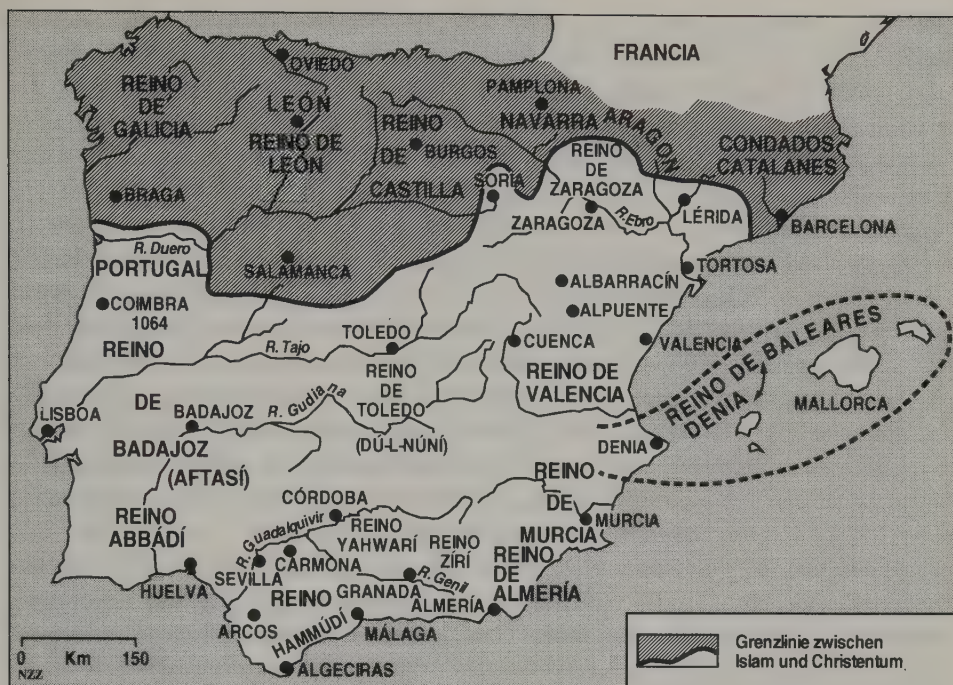 FRANCIA
OVIEDO
REINO
DE
GALICIA
LEÓN
REINO DE
LEÓN
PAMPLONA
NAVARRA
ARAGON
REINO
DE
CASTILLA
BURGOS
CONDADOS
CATALANES
BRAGA
SORIA
REINO
DE
ZARAGOZA
ZARAGOZA
R.Ebro
LÉRIDA
BARCELONA
R. Duero
PORTUGAL
SALAMANCA
TORTOSA
COIMBRA
1064
ALBARRACÍN
ALPUENTE
REINO
DE
BADAJOZ
(AFTASÍ)
R. Tajo
TOLEDO
CUENCA
VALENCIA
REINO DE
VALENCIA
REINO DE BALEARES
DENIA
MALLORCA
LISBOA
BADAJOZ
R. Gudiana
REINO
DE
TOLEDO
(DÚ-L-NÚNÍ)
DENIA
REINO
DE
MURCIA
MURCIA
REINO
ABBÁDÍ
CÓRDOBA
R. Guadalquivir
REINO
YAHWARÍ
REINO
ZÍRÍ
REINO
DE
ALMERÍA
HUELVA
SEVILLA
CARMONA
R. Genil
GRANADA
ALMERÍA
REINO
HAMMÚDÍ
ARCOS
MÁLAGA
ALGECIRAS
0 Km 150
NZZ
Grenzlinie zwischen
Islam und Christentum